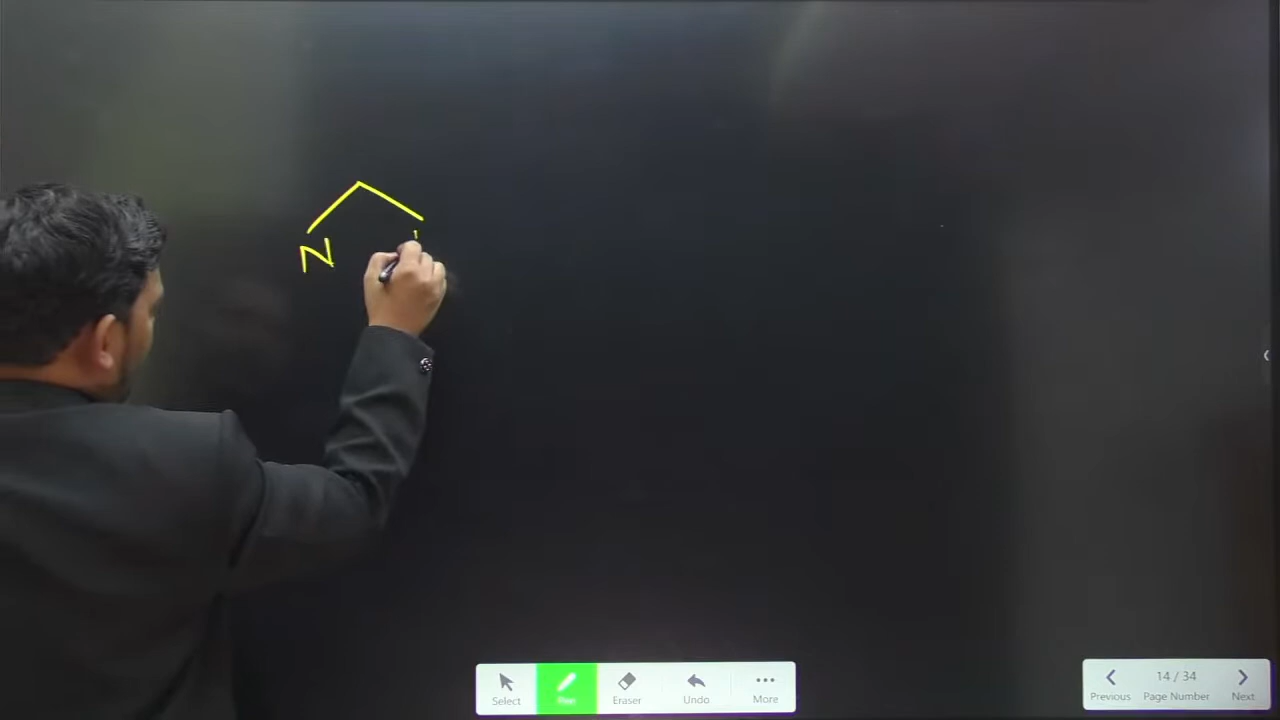 N
Select
Pen
Eraser
Undo
More
14 / 34
Previous
Page Number
Next